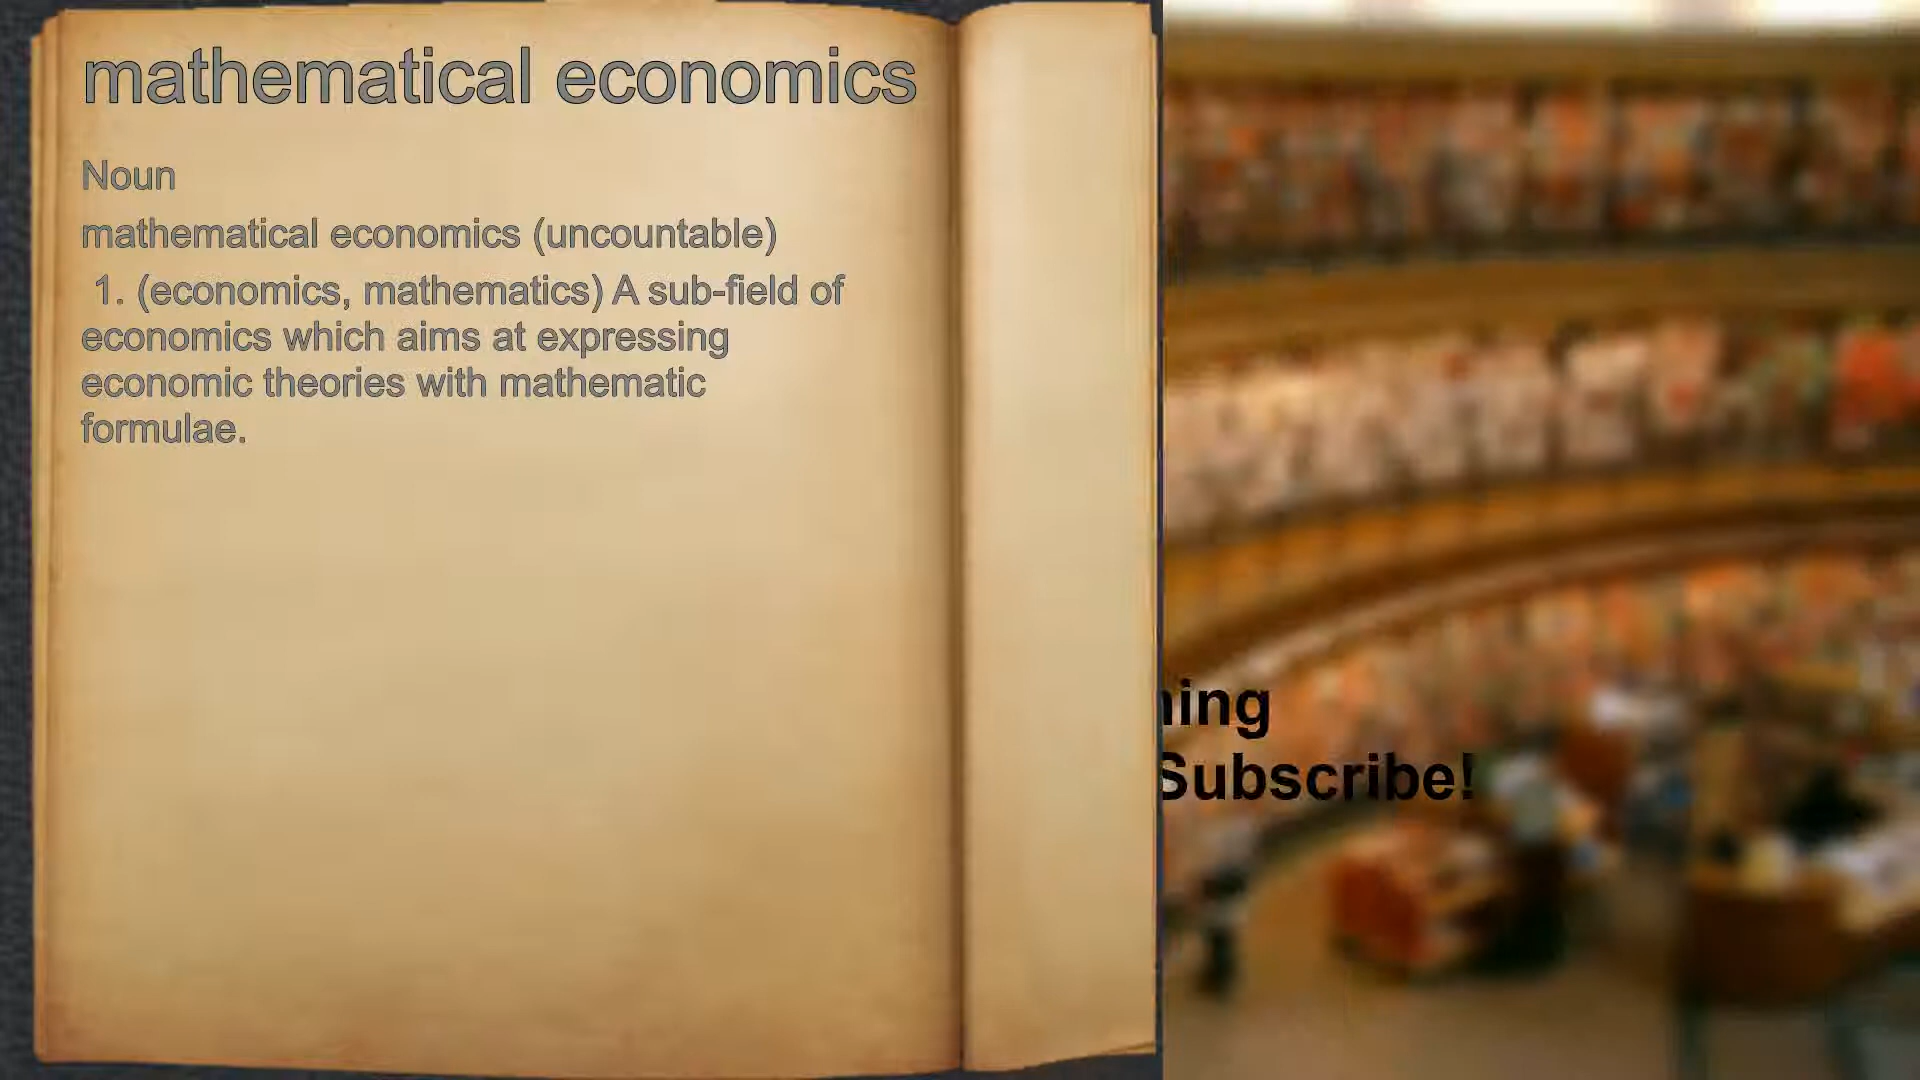 mathematical economics
Noun
mathematical economics (uncountable)
1. (economics, mathematics) A sub-field of
economics which aims at expressing
economic theories with mathematic
formulae.
Subscribe!